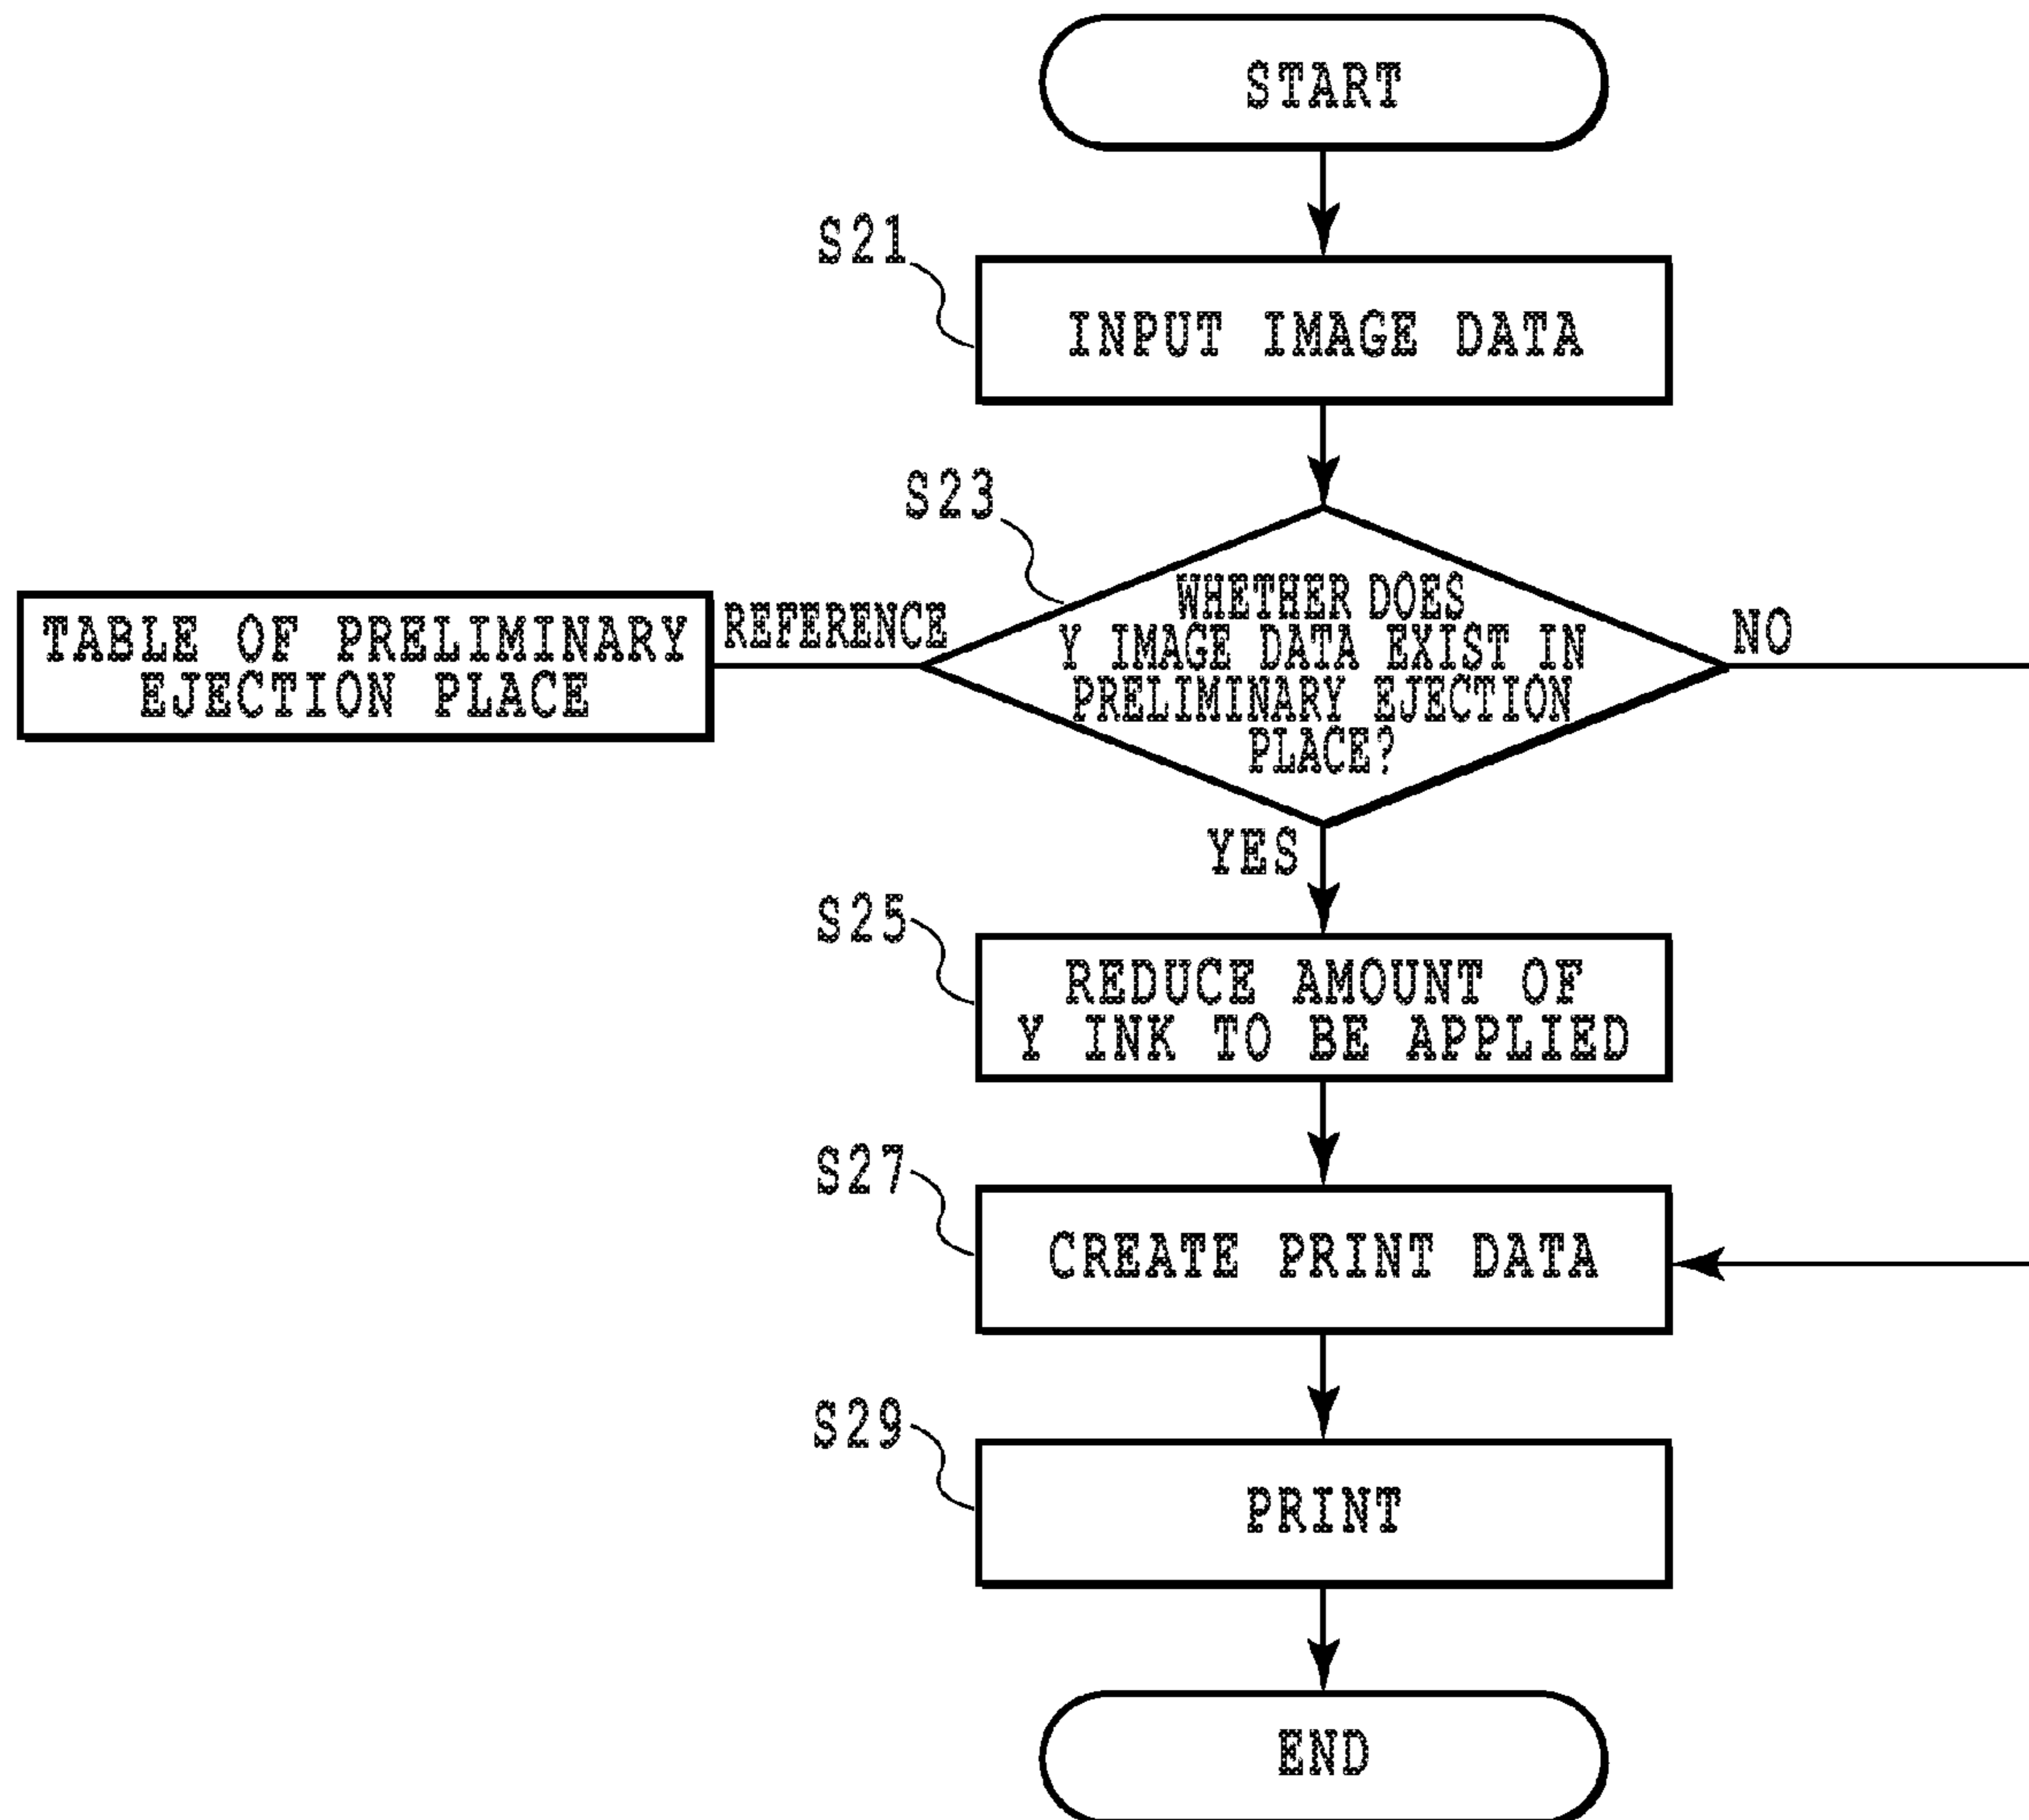 START
S21
INPUT IMAGE DATA
S23
WHETHER DOES
Y IMAGE DATA EXIST IN
PRELIMINARY EJECTION
PLACE?
TABLE OF PRELIMINARY
EJECTION PLACE
REFERENCE
NO
YES
S25
REDUCE AMOUNT OF
Y INK TO BE APPLIED
S27
CREATE PRINT DATA
S29
PRINT
END